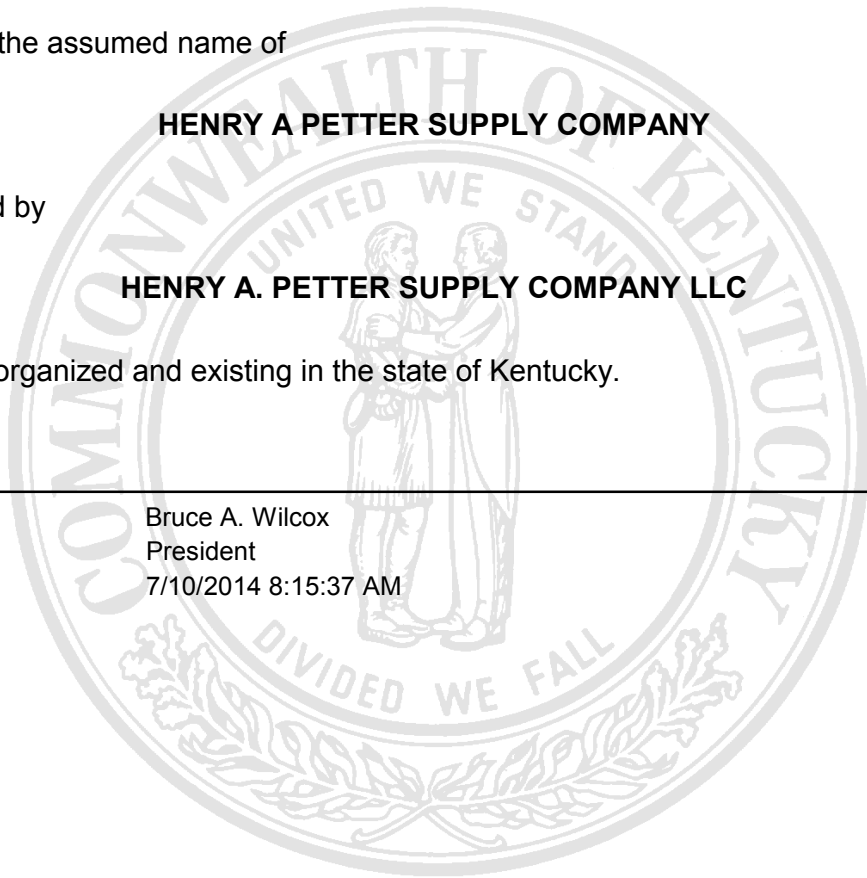 the assumed name of
HENRY A PETTER SUPPLY COMPANY
d by
HENRY A. PETTER SUPPLY COMPANY LLC
organized and existing in the state of Kentucky.
Bruce A. Wilcox
President
7/10/2014 8:15:37 AM
COMMONWEALTH OF KENTUCKY
UNITED WE STAND
DIVIDED WE FALL